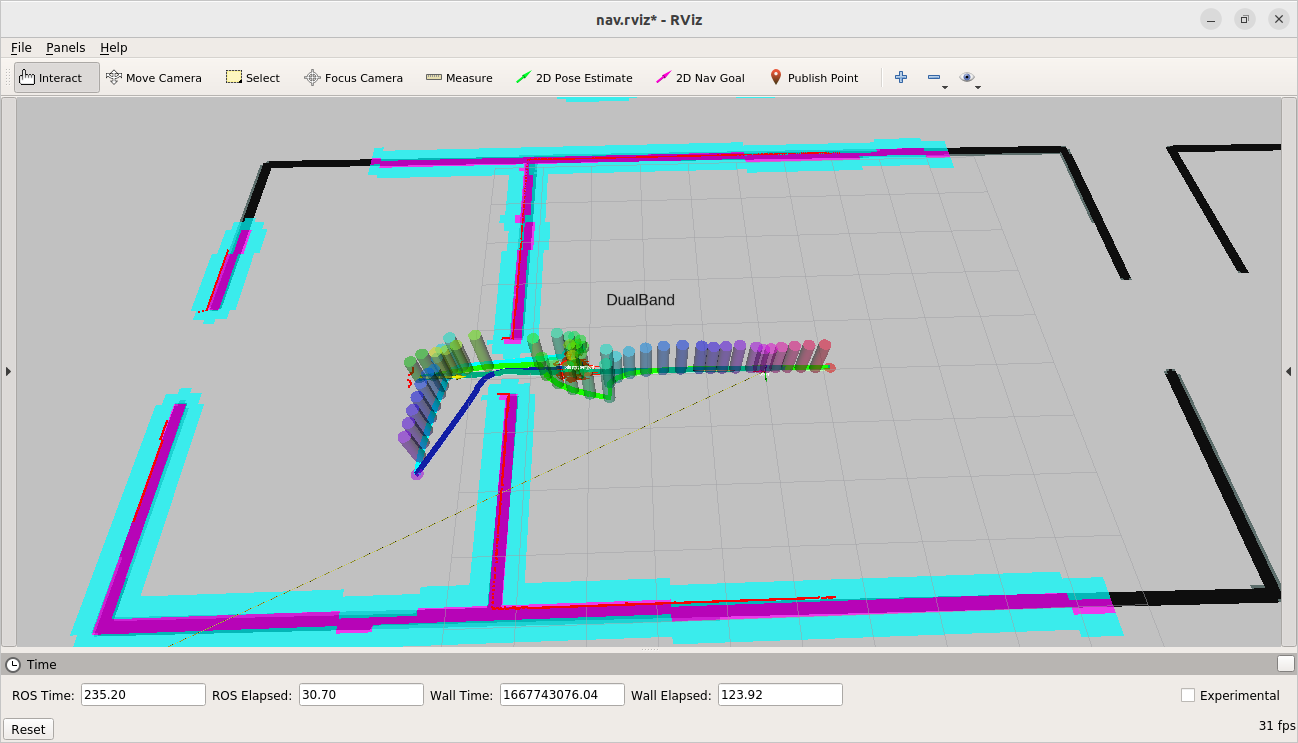 nav.rviz* - RViz
File Panels Help
Interact Move Camera Select Focus Camera Measure 2D Pose Estimate 2D Nav Goal Publish Point
DualBand
Time
ROS Time: 235.20 ROS Elapsed: 30.70 Wall Time: 1667743076.04 Wall Elapsed: 123.92 Experimental
Reset 31 fps